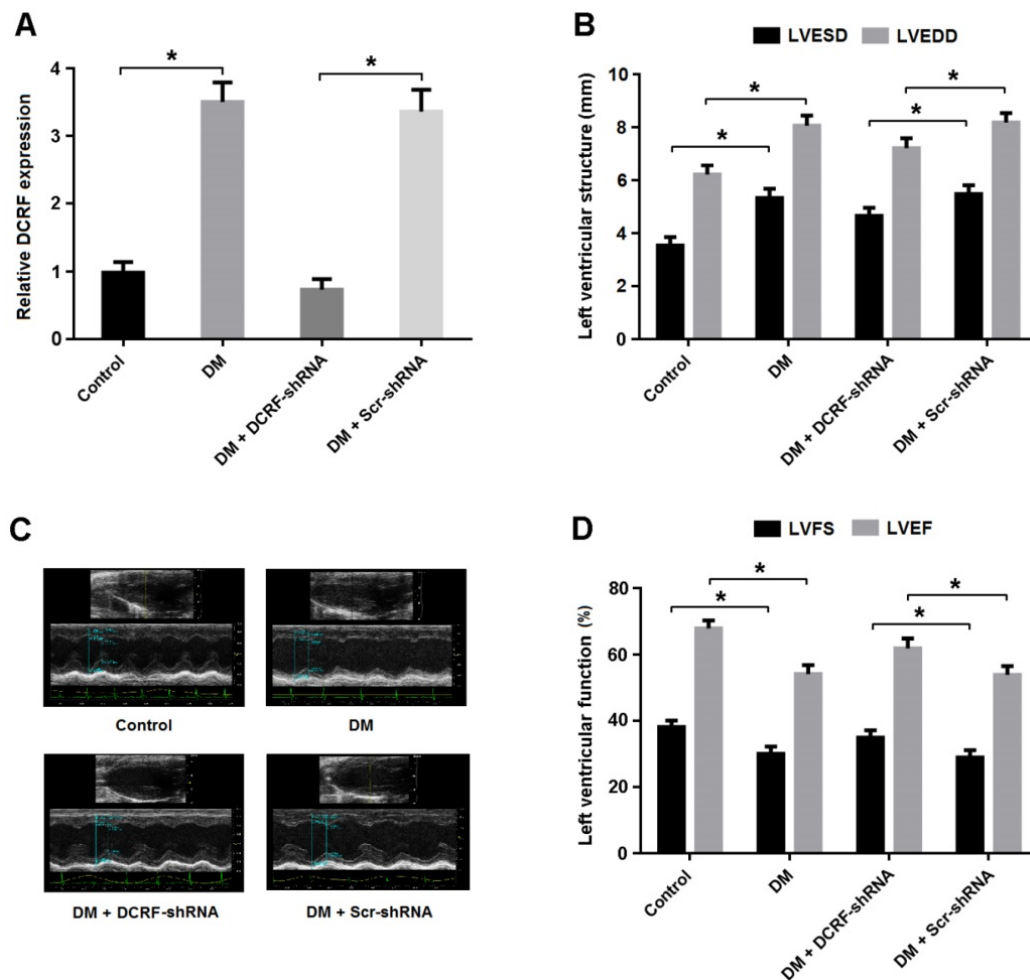 A
Relative DCRF expression
4
3
2
1
0
*
*
Control
DM
DM + DCRF-shRNA
DM + Scr-shRNA
B
LVESD
LVEDD
Left ventricular structure (mm)
10
8
6
4
2
0
*
*
*
*
Control
DM
DM + DCRF-shRNA
DM + Scr-shRNA
C
Control
DM
DM + DCRF-shRNA
DM + Scr-shRNA
D
LVFS
LVEF
Left ventricular function (%)
80
60
40
20
0
*
*
*
*
Control
DM
DM + DCRF-shRNA
DM + Scr-shRNA